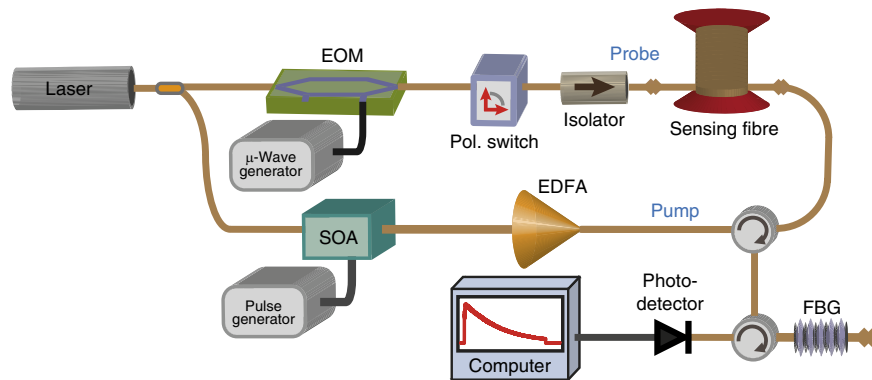 EOM
Probe
Laser
Pol. switch
Isolator
Sensing fibre
μ-Wave
generator
EDFA
Pump
SOA
Pulse
generator
Photo-
detector
FBG
Computer